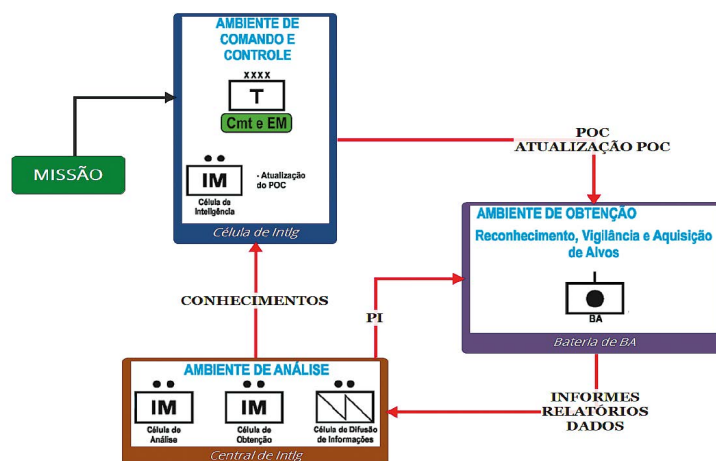 AMBIENTE DE
COMANDO E
CONTROLE
XXXX
T
Cmt e EM
IM
- Atualização
do POC
Célula de
Inteligência
Célula de Intlg
MISSÃO
POC
ATUALIZAÇÃO POC
AMBIENTE DE OBTENÇÃO
Reconhecimento, Vigilância e Aquisição
de Alvos
BA
Bateria de BA
CONHECIMENTOS
PI
AMBIENTE DE ANÁLISE
IM
IM
Célula de
Análise
Célula de
Obtenção
Célula de Difusão
de Informações
Central de Intlg
INFORMES
RELATÓRIOS
DADOS